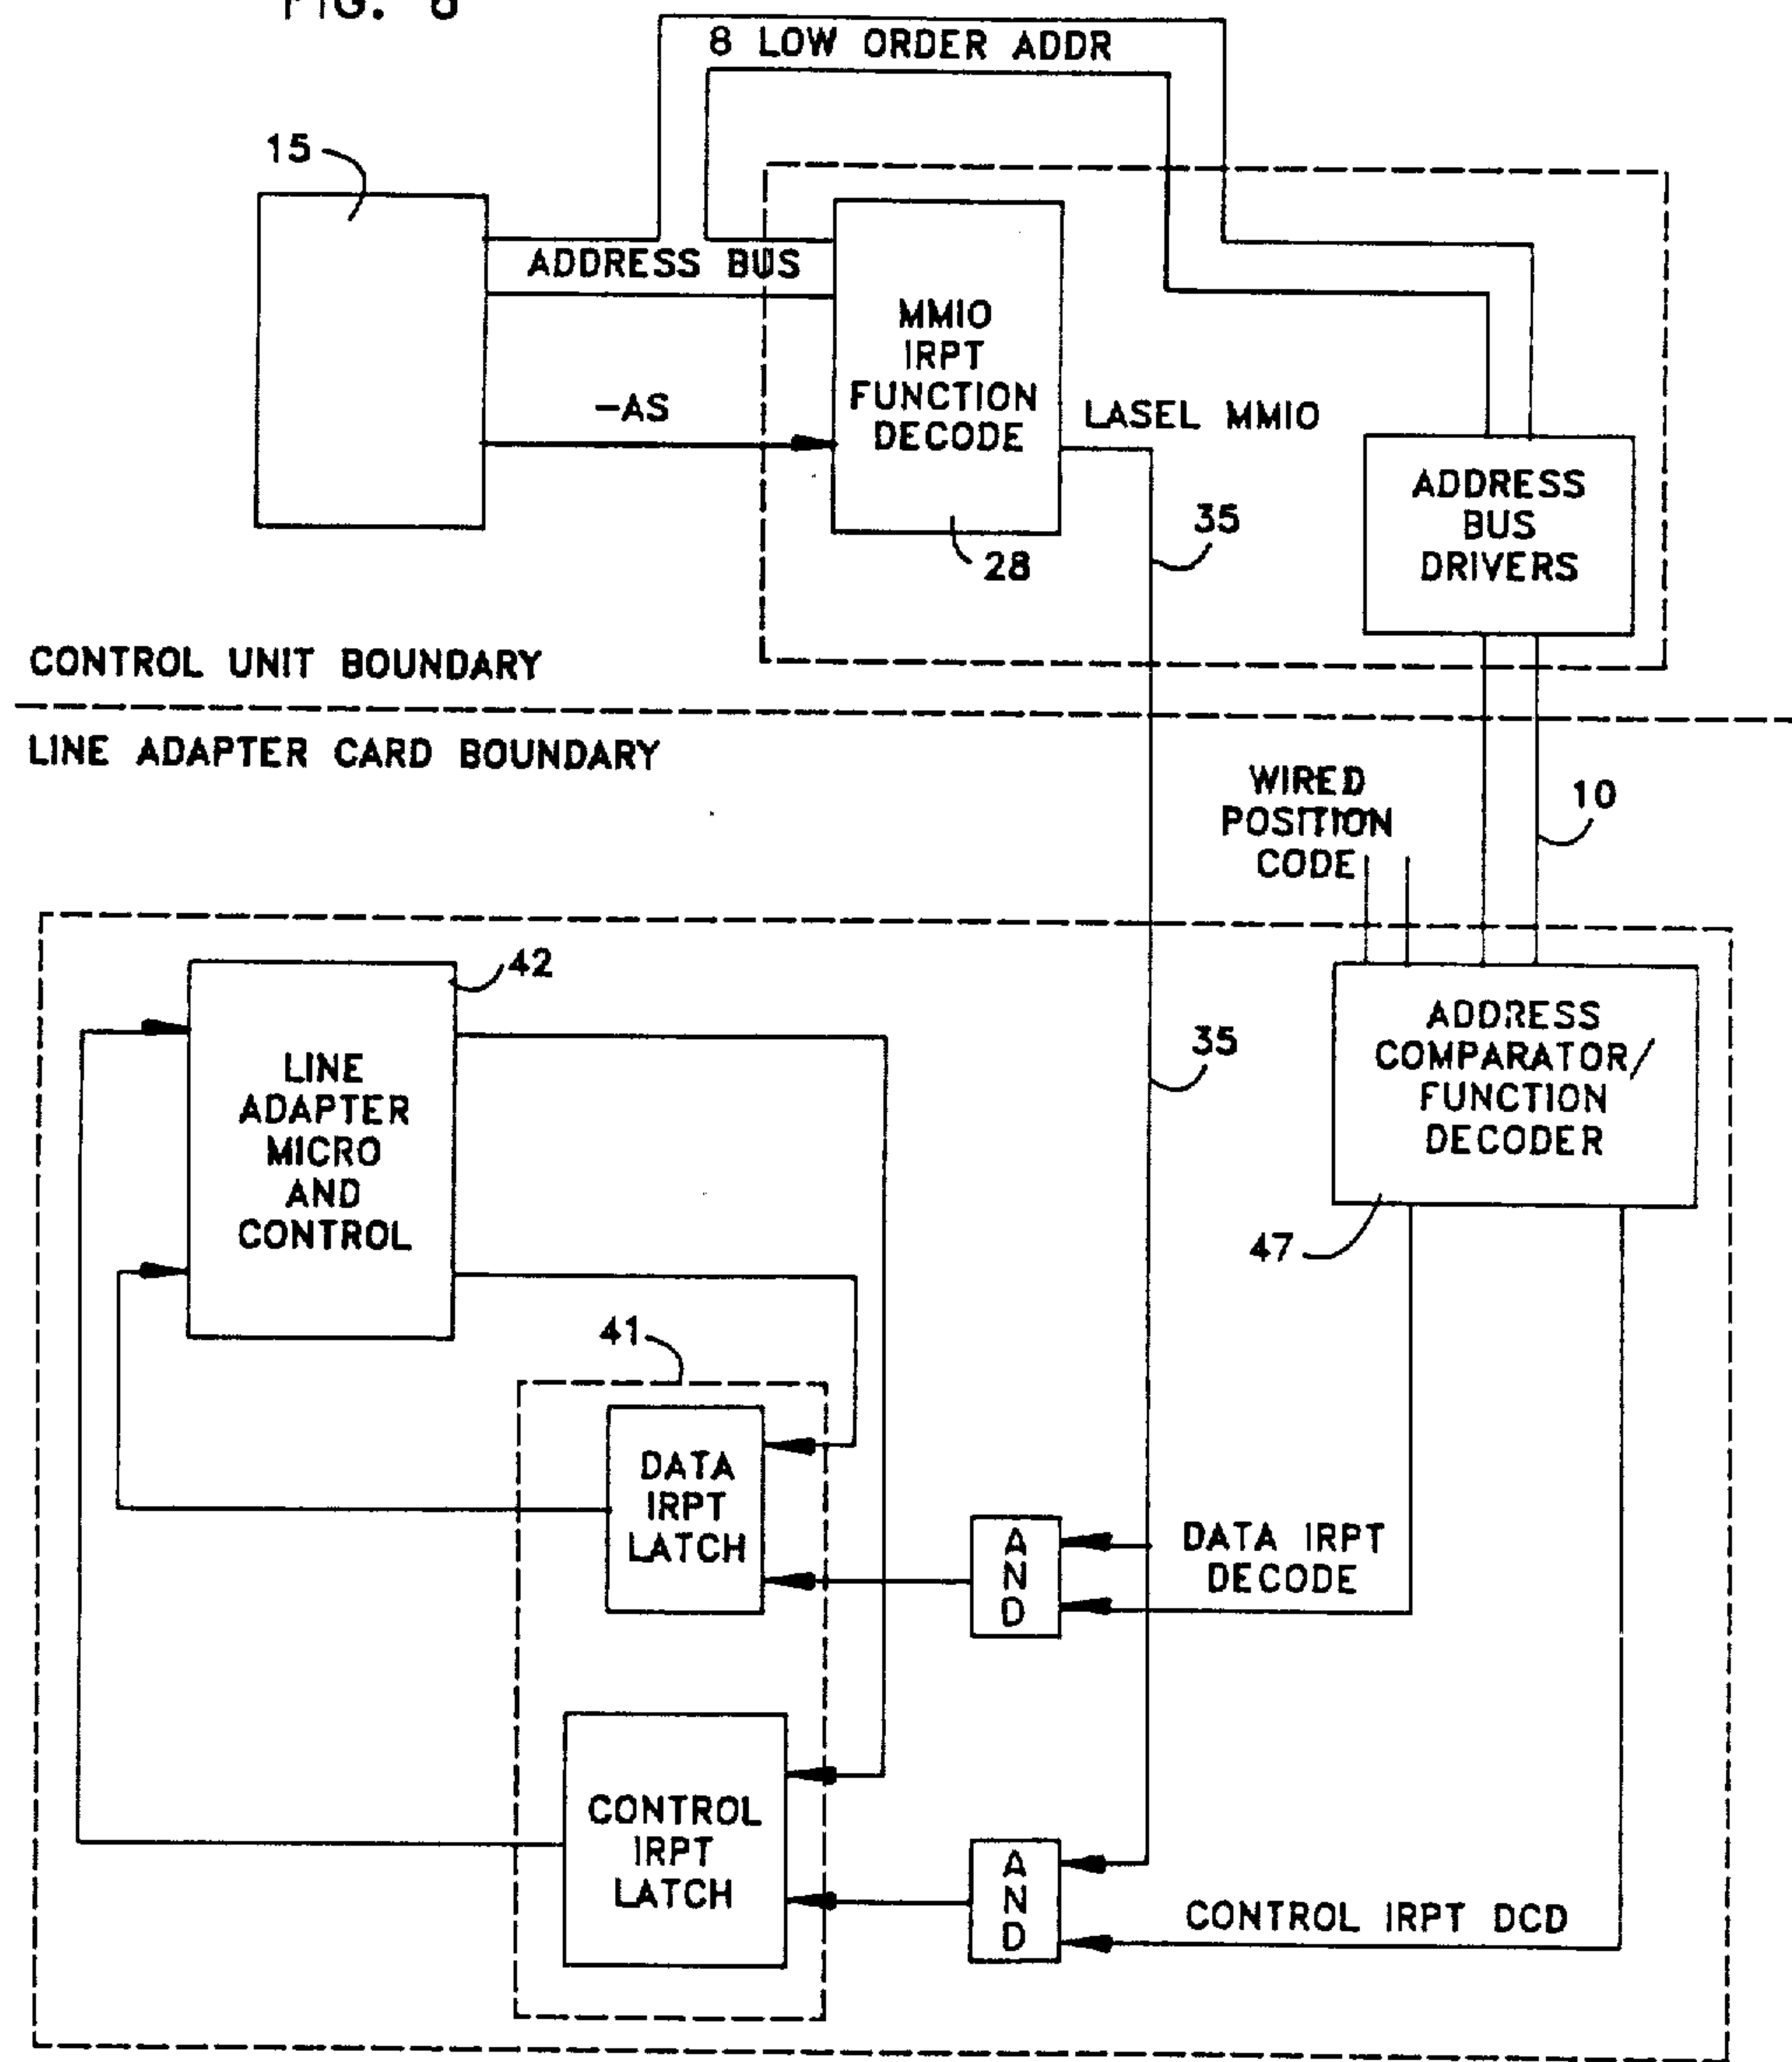 8 LOW ORDER ADDR
15
ADDRESS BUS
MMIO
IRPT
FUNCTION
DECODE
-AS
LASEL MMIO
ADDRESS
BUS
DRIVERS
35
28
CONTROL UNIT BOUNDARY
LINE ADAPTER CARD BOUNDARY
WIRED
POSITION
CODE
10
42
LINE
ADAPTER
MICRO
AND
CONTROL
35
ADDRESS
COMPARATOR/
FUNCTION
DECODER
47
41
DATA
IRPT
LATCH
A
N
D
DATA IRPT
DECODE
CONTROL
IRPT
LATCH
A
N
D
CONTROL IRPT DCD